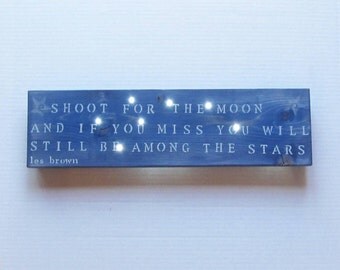 SHOOT FOR THE MOON
AND IF YOU MISS YOU WILL
STILL BE AMONG THE STARS
les brown